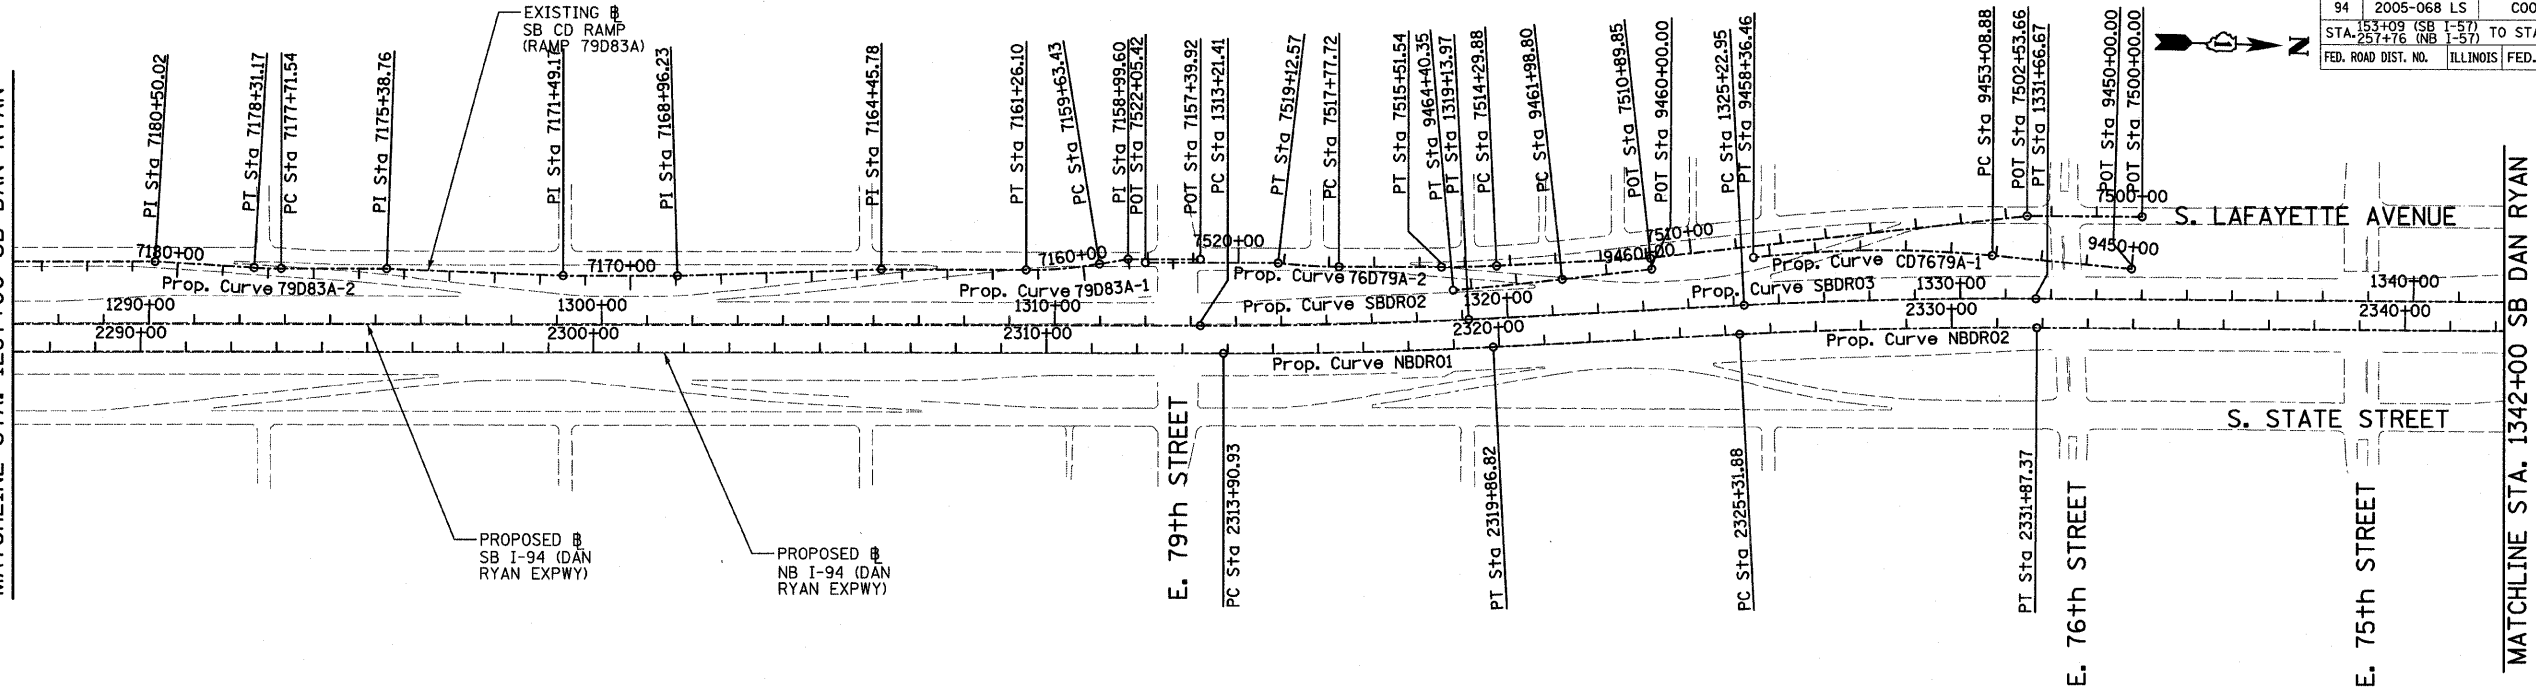 EXISTING B̲L̲
SB CD RAMP
(RAMP 79D83A)
94 2005-068 LS COO
STA. 153+09 (SB I-57)
257+76 (NB I-57) TO STA
FED. ROAD DIST. NO. ILLINOIS FED.
N
PI Sta 7180+50.02
PT Sta 7178+31.17
PC Sta 7177+71.54
PI Sta 7175+38.76
PI Sta 7171+49.17
PI Sta 7168+96.23
PI Sta 7164+45.78
PT Sta 7161+26.10
PC Sta 7159+63.43
PI Sta 7158+99.60
POT Sta 7522+05.42
POT Sta 7157+39.92
PC Sta 1313+21.41
PT Sta 7519+12.57
PC Sta 7517+77.72
PT Sta 7515+51.54
PT Sta 9464+40.35
PT Sta 1319+13.97
PC Sta 7514+29.88
PC Sta 9461+98.80
POT Sta 7510+89.85
POT Sta 9460+00.00
PC Sta 1325+22.95
PT Sta 9458+36.46
PC Sta 9453+08.88
POT Sta 7502+53.66
PT Sta 1331+66.67
POT Sta 9450+00.00
POT Sta 7500+00.00
7180+00
7170+00
7160+00
7520+00
7510+00
7500+00
9460+00
9450+00
S. LAFAYETTE AVENUE
Prop. Curve 79D83A-2
Prop. Curve 79D83A-1
Prop. Curve 76D79A-2
Prop. Curve CD7679A-1
Prop. Curve SBDR02
Prop. Curve SBDR03
1290+00
1300+00
1310+00
1320+00
1330+00
1340+00
2290+00
2300+00
2310+00
2320+00
2330+00
2340+00
Prop. Curve NBDR01
Prop. Curve NBDR02
S. STATE STREET
PROPOSED B̲L̲
SB I-94 (DAN
RYAN EXPWY)
PROPOSED B̲L̲
NB I-94 (DAN
RYAN EXPWY)
E. 79th STREET
PC Sta 2313+90.93
PT Sta 2319+86.82
PC Sta 2325+31.88
PT Sta 2331+87.37
E. 76th STREET
E. 75th STREET
MATCHLINE STA. 1342+00 SB DAN RYAN